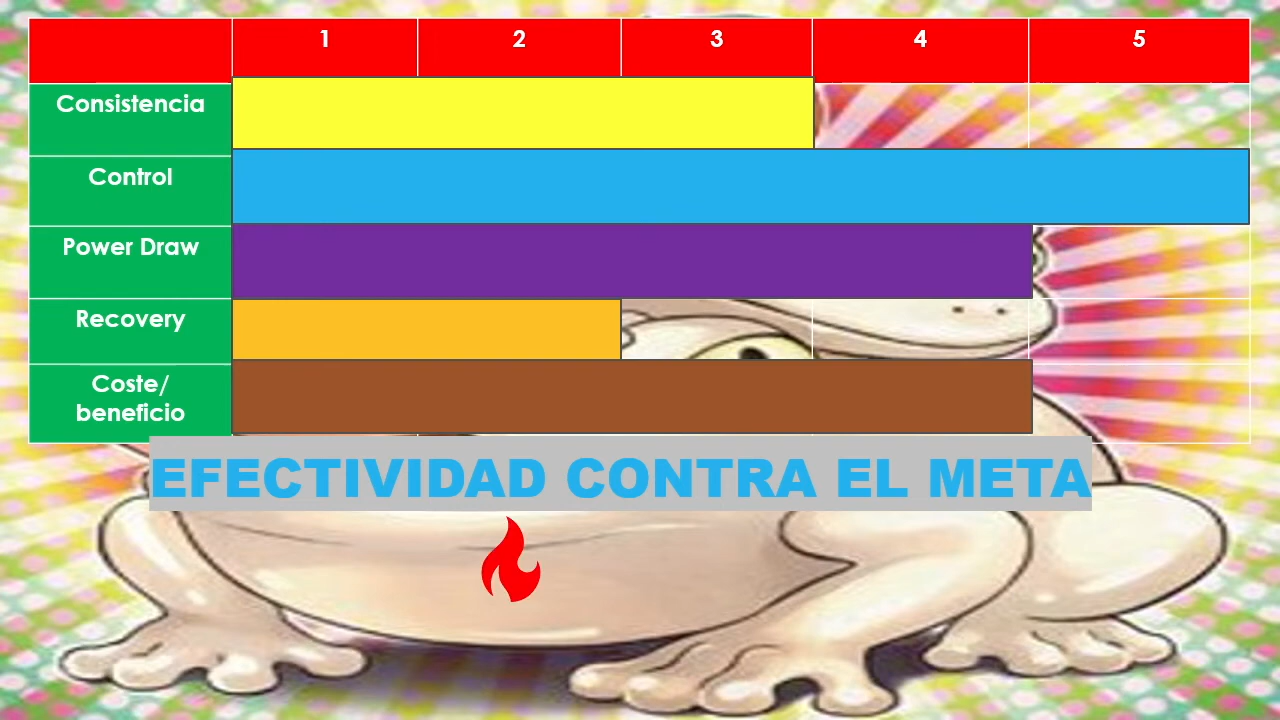 1 2 3 4 5
Consistencia
Control
Power Draw
Recovery
Coste/
beneficio
EFECTIVIDAD CONTRA EL META